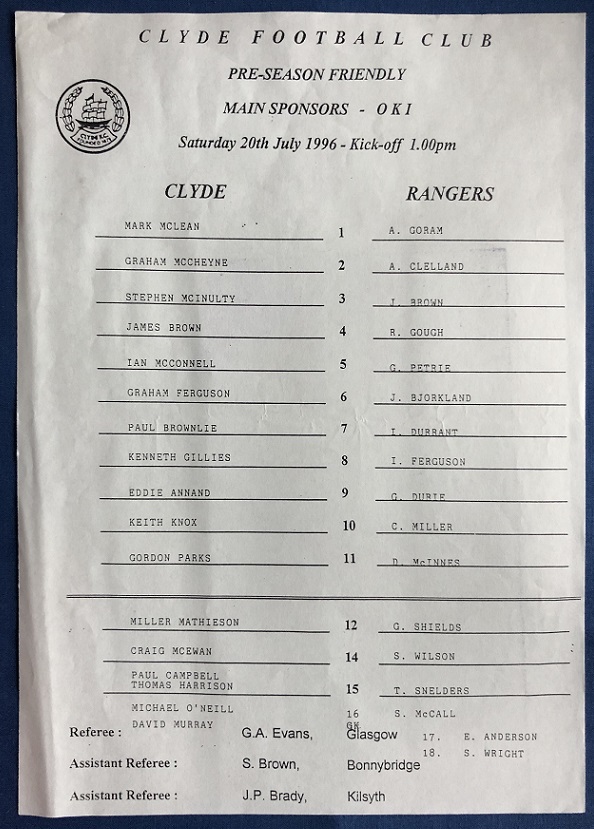 CLYDE FOOTBALL CLUB
PRE-SEASON FRIENDLY
MAIN SPONSORS - OKI
CLYDE F.C.
FOUNDED 1877
Saturday 20th July 1996 - Kick-off 1.00pm
CLYDE RANGERS
MARK MCLEAN 1 A. GORAM
GRAHAM MCCHEYNE 2 A. CLELLAND
STEPHEN MCINULTY 3 J. BROWN
JAMES BROWN 4 R. GOUGH
IAN MCCONNELL 5 G. PETRIE
GRAHAM FERGUSON 6 J. BJORKLAND
PAUL BROWNLIE 7 I. DURRANT
KENNETH GILLIES 8 I. FERGUSON
EDDIE ANNAND 9 G. DURIE
KEITH KNOX 10 C. MILLER
GORDON PARKS 11 D. McINNES
MILLER MATHIESON 12 G. SHIELDS
CRAIG MCEWAN 14 S. WILSON
PAUL CAMPBELL
THOMAS HARRISON 15 T. SNELDERS
MICHAEL O'NEILL 16 S. McCALL
DAVID MURRAY GK
Referee : G.A. Evans, Glasgow 17. E. ANDERSON
18. S. WRIGHT
Assistant Referee : S. Brown, Bonnybridge
Assistant Referee : J.P. Brady, Kilsyth